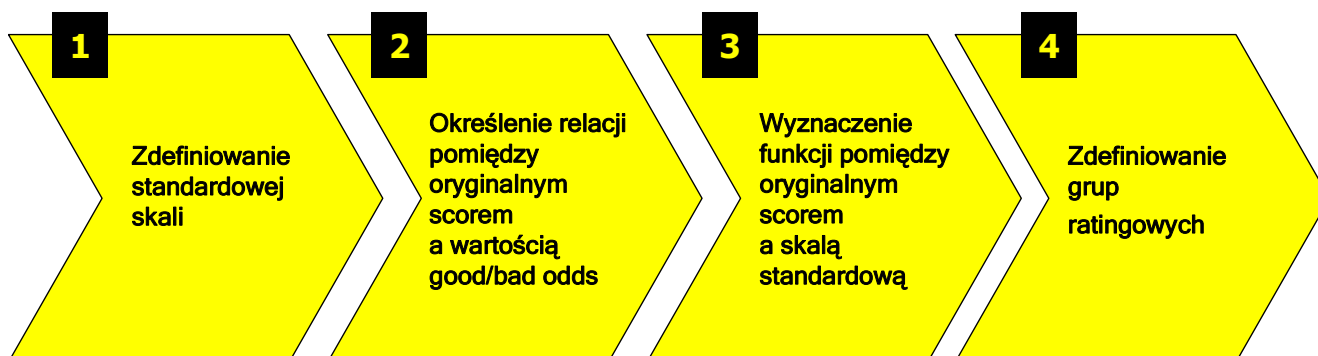 1
Zdefiniowanie
standardowej
skali
2
Określenie relacji
pomiędzy
oryginalnym
scorem
a wartością
good/bad odds
3
Wyznaczenie
funkcji pomiędzy
oryginalnym
scorem
a skalą
standardową
4
Zdefiniowanie
grup
ratingowych